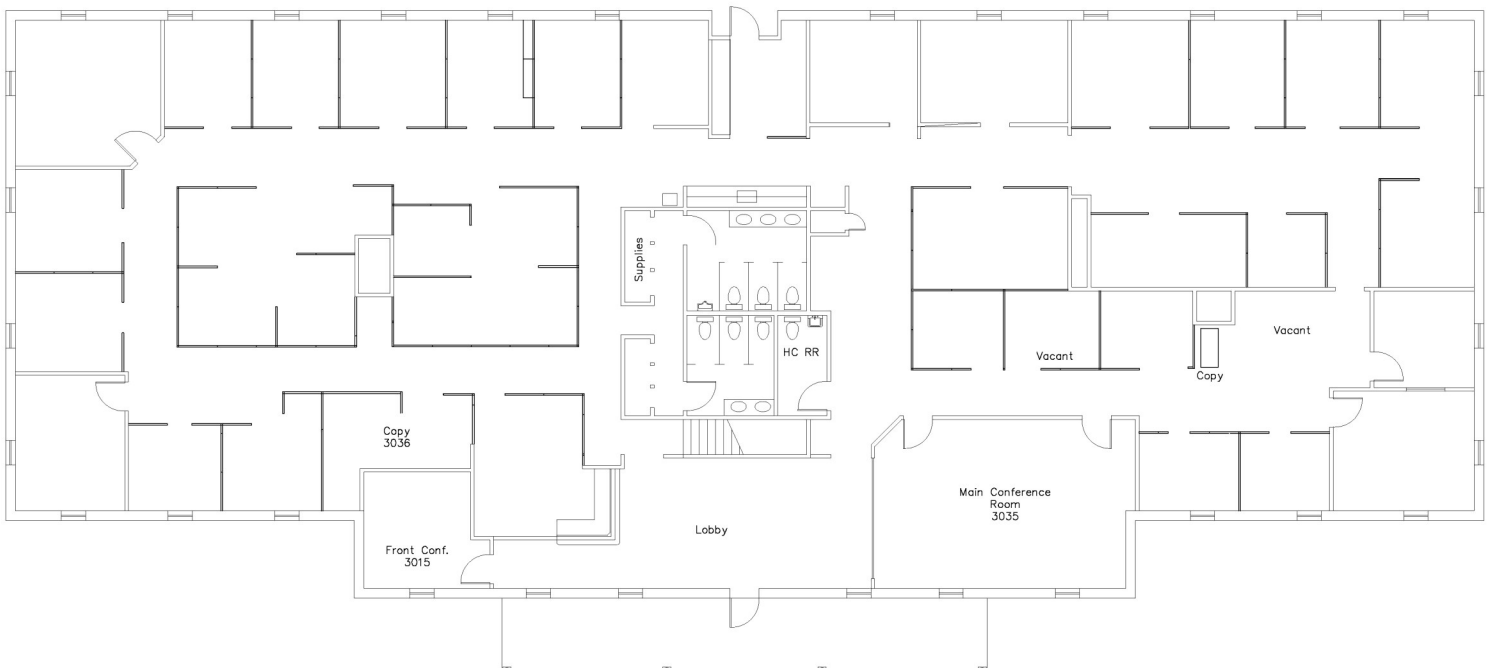 Supplies
HC RR
Vacant
Vacant
Copy
Copy
3036
Main Conference
Room
3035
Lobby
Front Conf.
3015